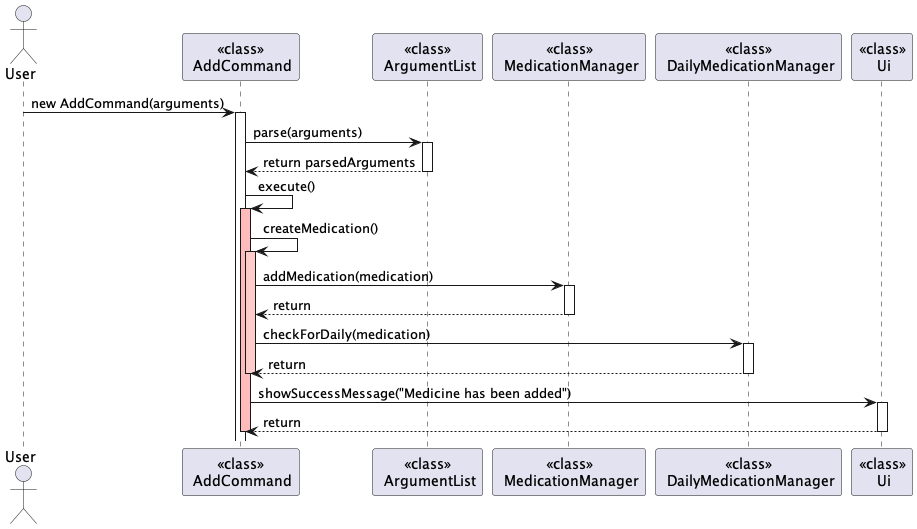 User
«class»
AddCommand
«class»
ArgumentList
«class»
MedicationManager
«class»
DailyMedicationManager
«class»
Ui
new AddCommand(arguments)
parse(arguments)
return parsedArguments
execute()
createMedication()
addMedication(medication)
return
checkForDaily(medication)
return
showSuccessMessage("Medicine has been added")
return
User
«class»
AddCommand
«class»
ArgumentList
«class»
MedicationManager
«class»
DailyMedicationManager
«class»
Ui